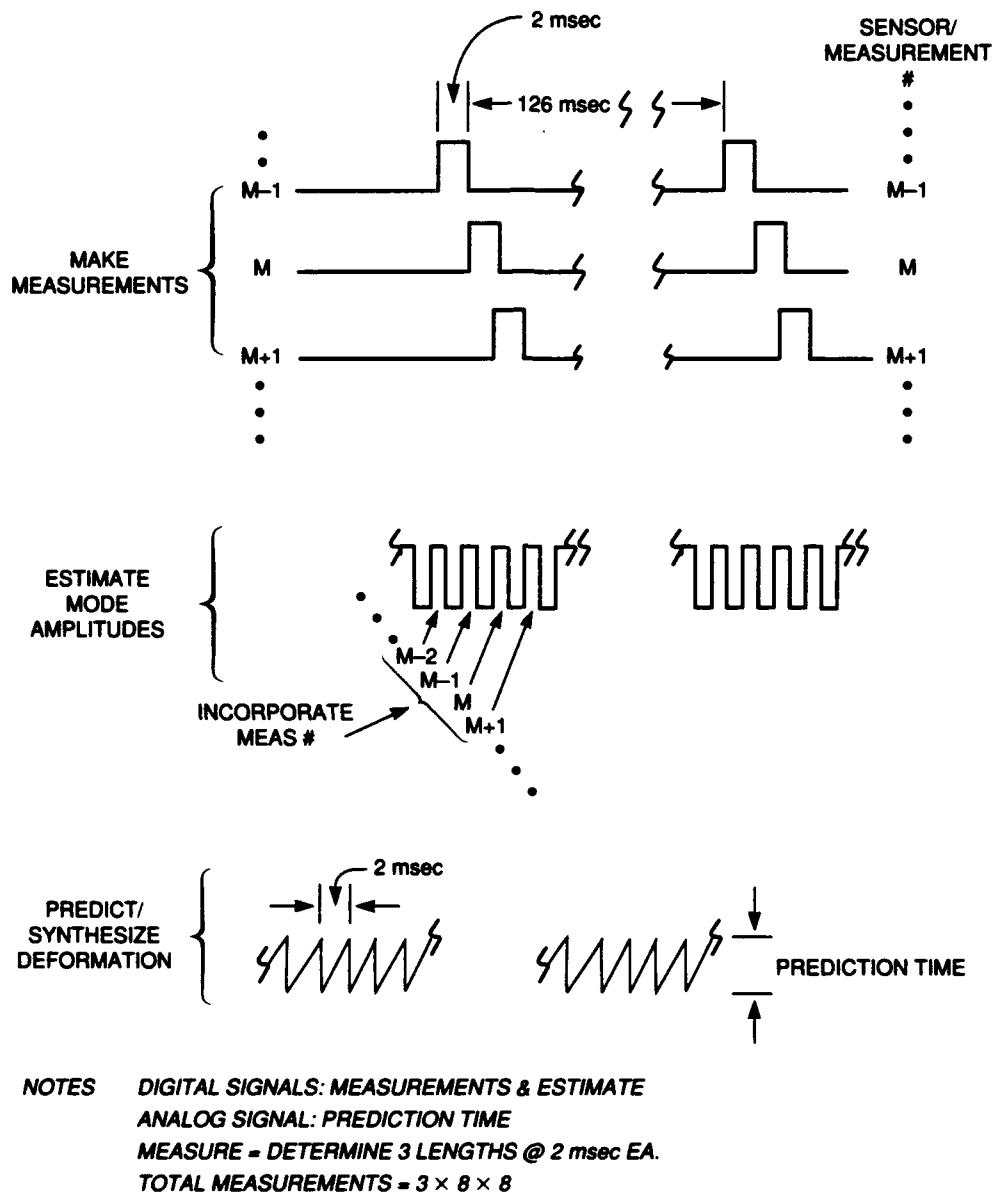 2 msec
SENSOR/
MEASUREMENT
#
126 msec
M–1
M–1
MAKE
MEASUREMENTS
M
M
M+1
M+1
ESTIMATE
MODE
AMPLITUDES
M–2
M–1
M
M+1
INCORPORATE
MEAS #
2 msec
PREDICT/
SYNTHESIZE
DEFORMATION
PREDICTION TIME
NOTES DIGITAL SIGNALS: MEASUREMENTS & ESTIMATE
ANALOG SIGNAL: PREDICTION TIME
MEASURE = DETERMINE 3 LENGTHS @ 2 msec EA.
TOTAL MEASUREMENTS = 3 × 8 × 8